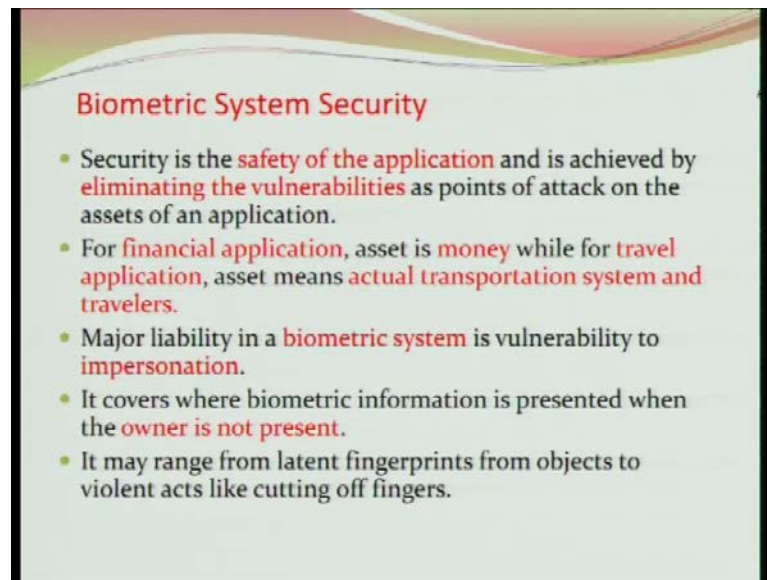 Biometric System Security
• Security is the safety of the application and is achieved by
eliminating the vulnerabilities as points of attack on the
assets of an application.
• For financial application, asset is money while for travel
application, asset means actual transportation system and
travelers.
• Major liability in a biometric system is vulnerability to
impersonation.
• It covers where biometric information is presented when
the owner is not present.
• It may range from latent fingerprints from objects to
violent acts like cutting off fingers.